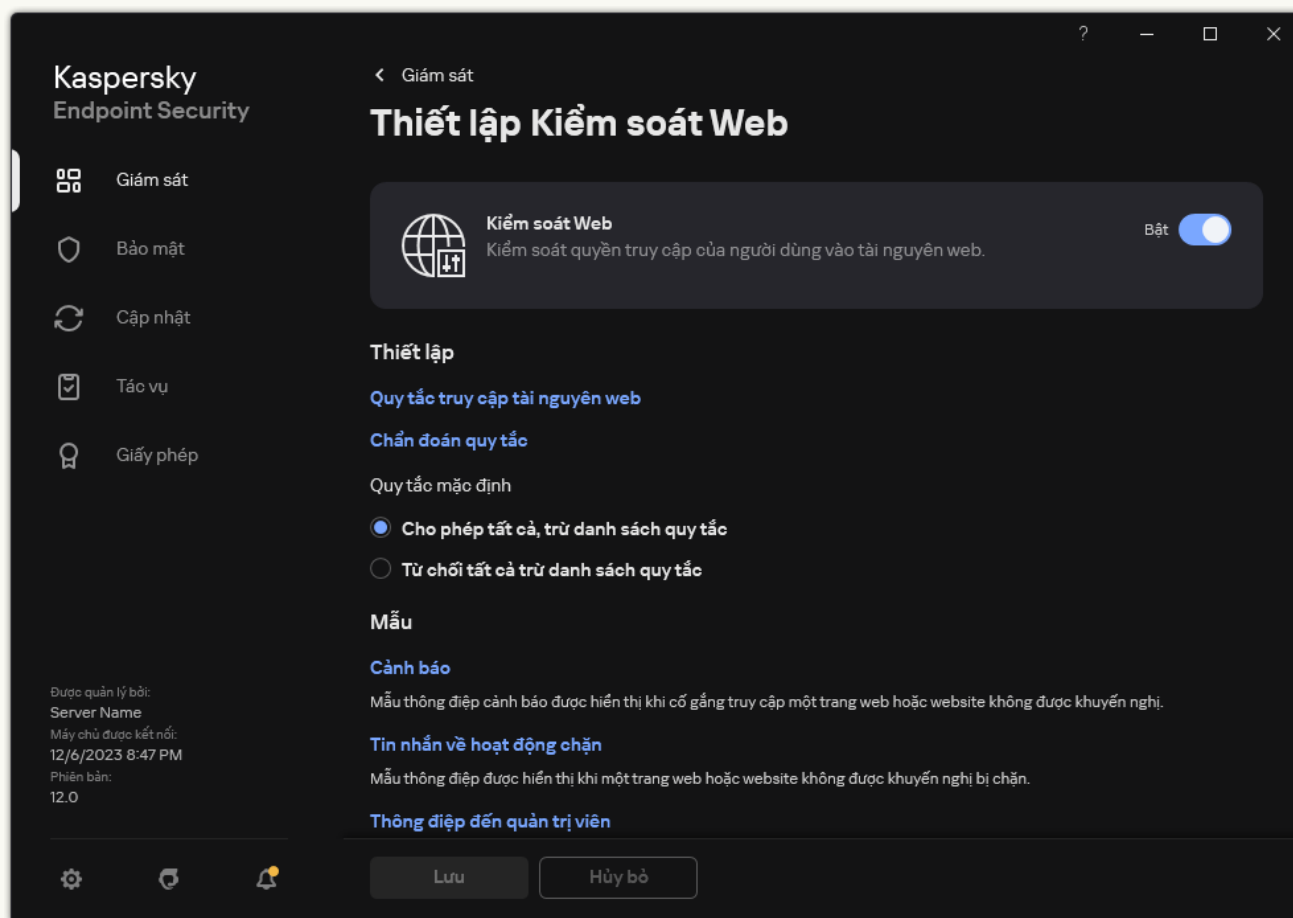 ?
Kaspersky
Endpoint Security
Giám sát
Bảo mật
Cập nhật
Tác vụ
Giấy phép
Được quản lý bởi:
Server Name
Máy chủ được kết nối:
12/6/2023 8:47 PM
Phiên bản:
12.0
Giám sát
Thiết lập Kiểm soát Web
Kiểm soát Web
Kiểm soát quyền truy cập của người dùng vào tài nguyên web.
Bật
Thiết lập
Quy tắc truy cập tài nguyên web
Chẩn đoán quy tắc
Quy tắc mặc định
Cho phép tất cả, trừ danh sách quy tắc
Từ chối tất cả trừ danh sách quy tắc
Mẫu
Cảnh báo
Mẫu thông điệp cảnh báo được hiển thị khi cố gắng truy cập một trang web hoặc website không được khuyến nghị.
Tin nhắn về hoạt động chặn
Mẫu thông điệp được hiển thị khi một trang web hoặc website không được khuyến nghị bị chặn.
Thông điệp đến quản trị viên
Lưu
Hủy bỏ